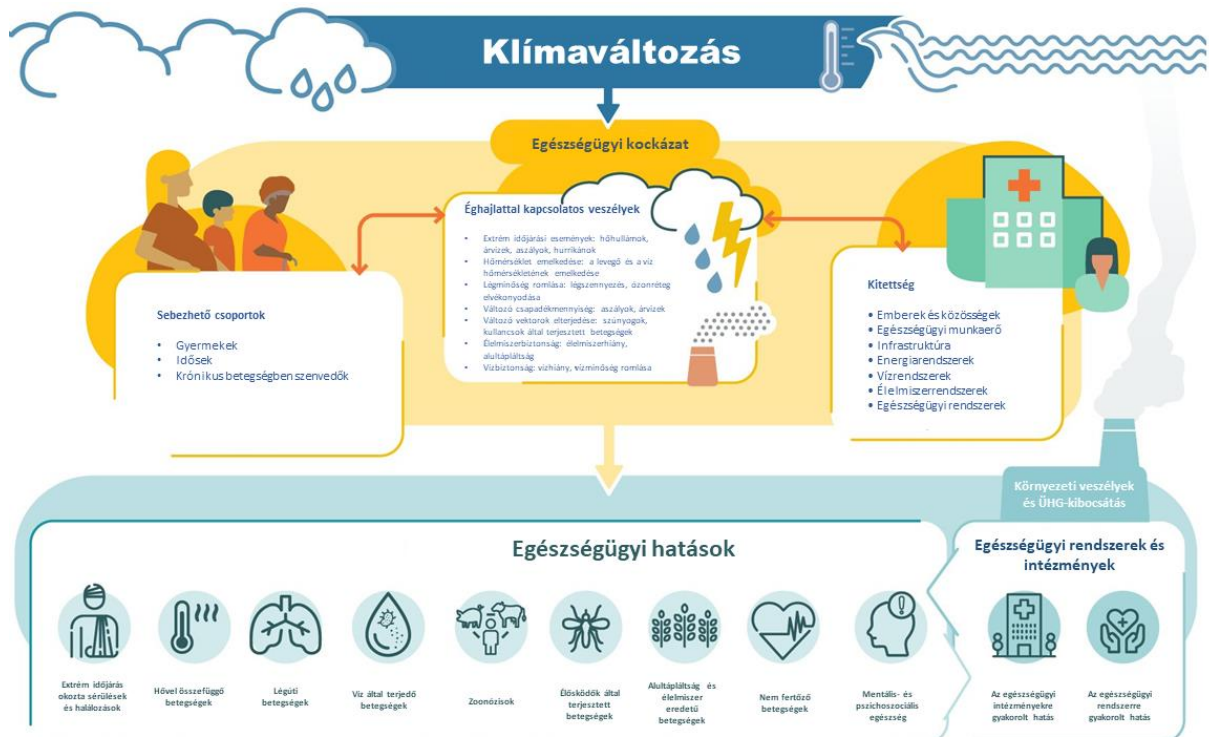 Klímaváltozás
Egészségügyi kockázat
Sebezhető csoportok
• Gyermekek
• Idősek
• Krónikus betegségben szenvedők
Éghajlattal kapcsolatos veszélyek
• Extrém időjárási események: hőhullámok,
árvizek, aszályok, hurrikánok
• Hőmérséklet emelkedése: a levegő és a víz
hőmérsékletének emelkedése
• Légminőség romlása: légszennyezés, ózonréteg
elvékonyodása
• Változó csapadékmennyiség: aszályok, árvizek
• Változó vektorok elterjedése: szúnyogok,
kullancsok által terjesztett betegségek
• Élelmiszerbiztonság: élelmiszerhiány,
alultápláltság
• Vízbiztonság: vízhiány, vízminőség romlása
Kitettség
• Emberek és közösségek
• Egészségügyi munkaerő
• Infrastruktúra
• Energiarendszerek
• Vízrendszerek
• Élelmiszerrendszerek
• Egészségügyi rendszerek
Környezeti veszélyek
és ÜHG-kibocsátás
Egészségügyi hatások
Extrém időjárás
okozta sérülések
és halálozások
Hővel összefüggő
betegségek
Légúti
betegségek
Víz által terjedő
betegségek
Zoonózisok
Élősködők által
terjesztett
betegségek
Alultápláltság és
élelmiszer
eredetű
betegségek
Nem fertőző
betegségek
Mentális- és
pszichoszociális
egészség
Egészségügyi rendszerek és
intézmények
Az egészségügyi
intézményekre
gyakorolt hatás
Az egészségügyi
rendszerre
gyakorolt hatás